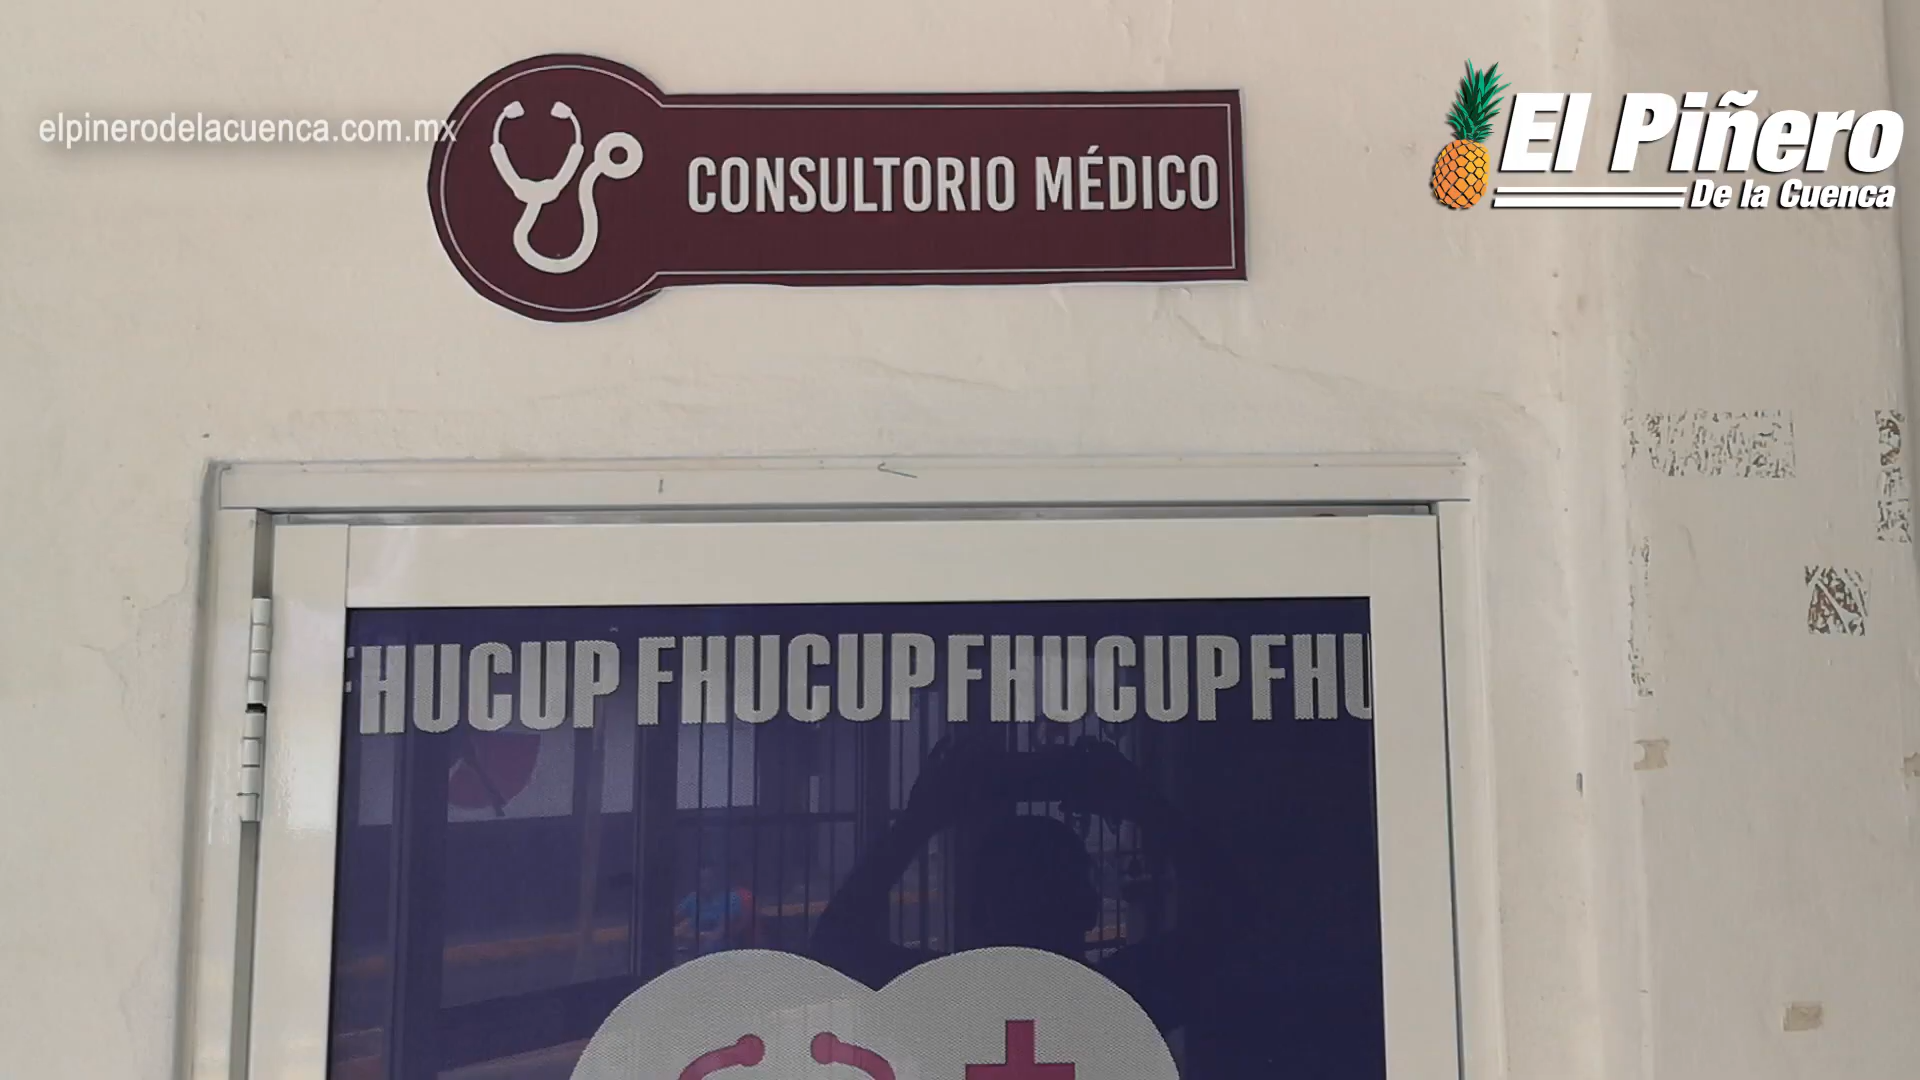 elpinerodelacuenca.com.mx
El Piñero
De la Cuenca
CONSULTORIO MÉDICO
FHUCUP FHUCUP FHUCUP FHU